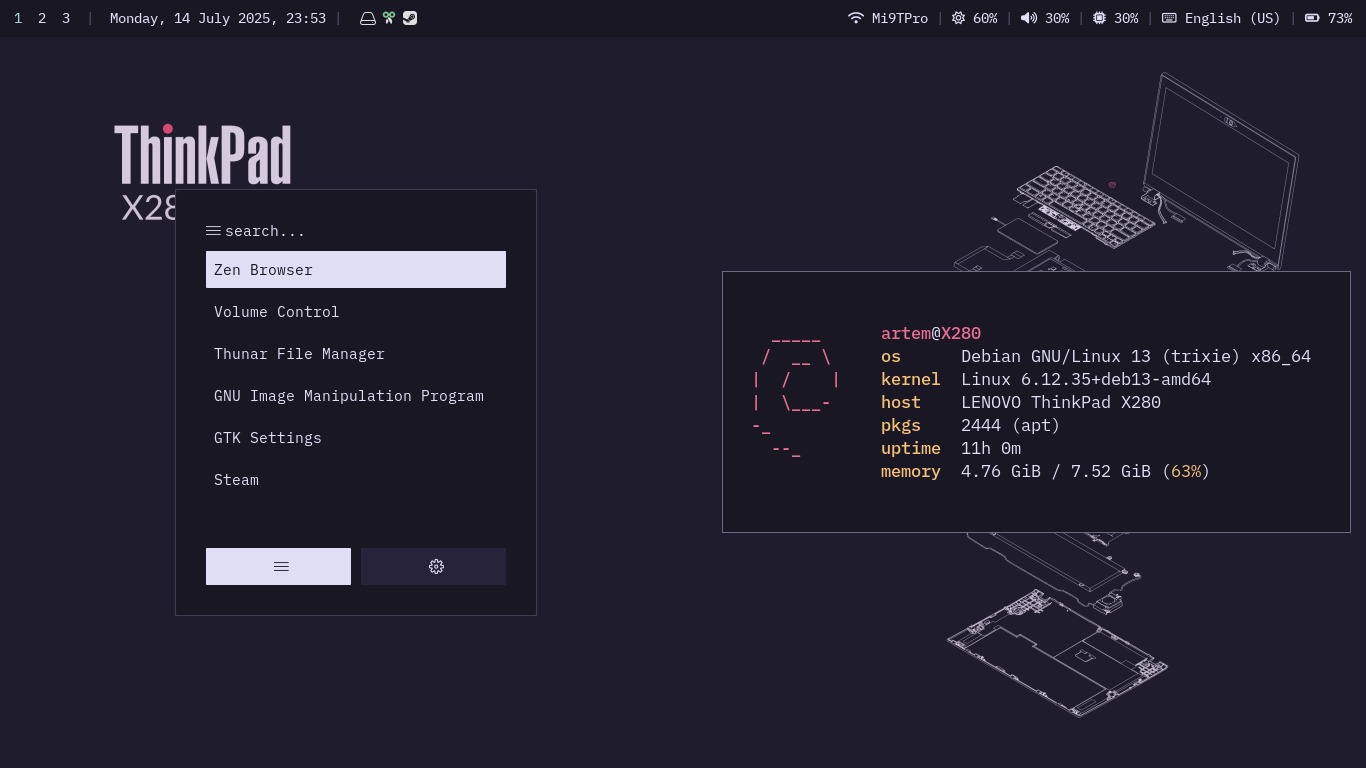 1 2 3 | Monday, 14 July 2025, 23:53 |
Mi9TPro | 60% | 30% | 30% | English (US) | 73%
ThinkPad
X28
search...
Zen Browser
Volume Control
Thunar File Manager
GNU Image Manipulation Program
GTK Settings
Steam
artem@X280
os Debian GNU/Linux 13 (trixie) x86_64
kernel Linux 6.12.35+deb13-amd64
host LENOVO ThinkPad X280
pkgs 2444 (apt)
uptime 11h 0m
memory 4.76 GiB / 7.52 GiB (63%)